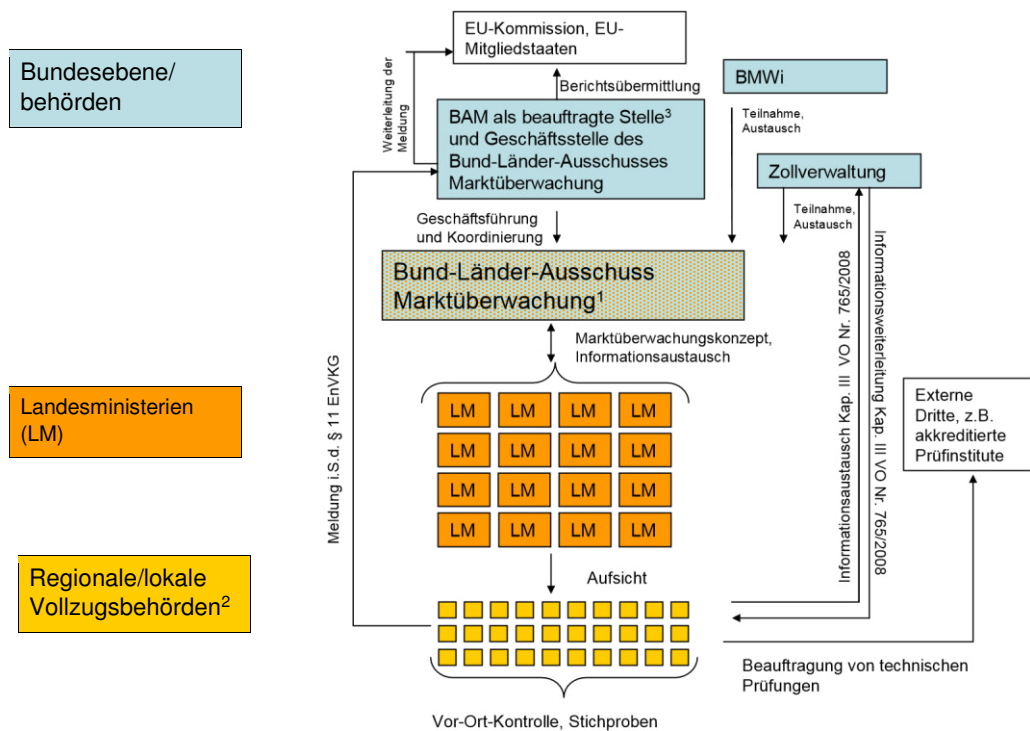 EU-Kommission, EU-
Mitgliedstaaten
Bundesebene/
behörden
BMWi
Weiterleitung der
Meldung
Berichtsübermittlung
BAM als beauftragte Stelle³
und Geschäftsstelle des
Bund-Länder-Ausschusses
Marktüberwachung
Teilnahme,
Austausch
Zollverwaltung
Geschäftsführung
und Koordinierung
Teilnahme,
Austausch
Bund-Länder-Ausschuss
Marktüberwachung¹
Marktüberwachungskonzept,
Informationsaustausch
Informationsaustausch Kap. III VO Nr. 765/2008
Informationsweiterleitung Kap. III VO Nr. 765/2008
Meldung i.S.d. § 11 EnVKG
Landesministerien
(LM)
LM LM LM LM
LM LM LM LM
LM LM LM LM
LM LM LM LM
Externe
Dritte, z.B.
akkreditierte
Prüfinstitute
Regionale/lokale
Vollzugsbehörden²
Aufsicht
Beauftragung von technischen
Prüfungen
Vor-Ort-Kontrolle, Stichproben